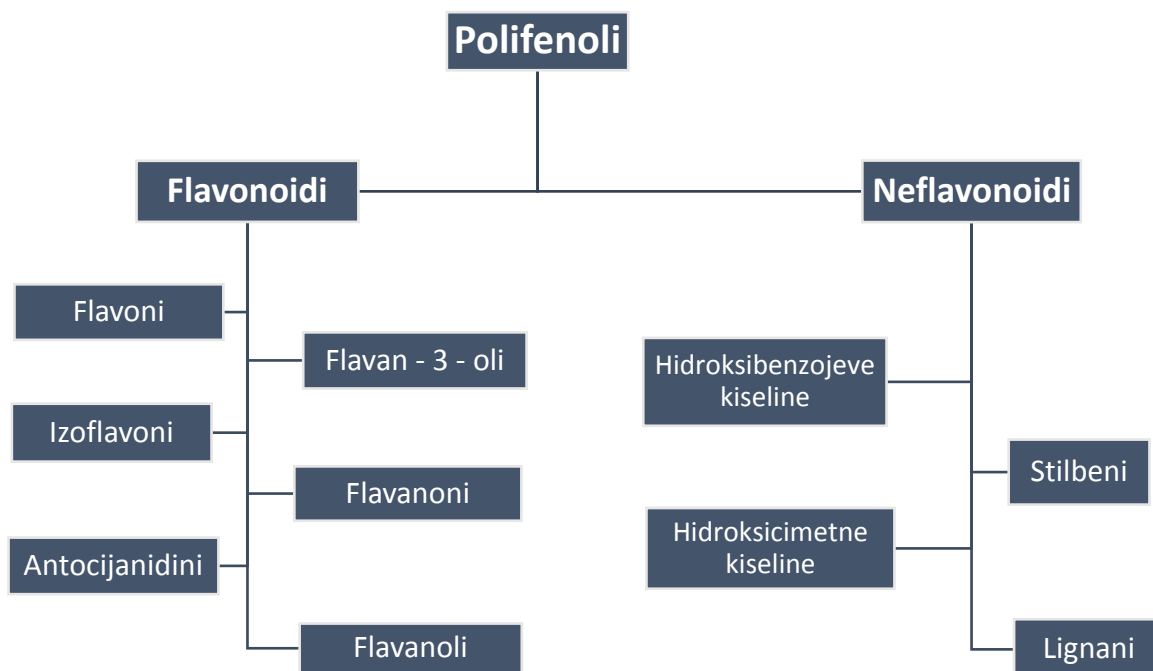 Polifenoli
Flavonoidi
Neflavonoidi
Flavoni
Flavan - 3 - oli
Izoflavoni
Flavanoni
Antocijanidini
Flavanoli
Hidroksibenzojeve
kiseline
Stilbeni
Hidroksicimetne
kiseline
Lignani